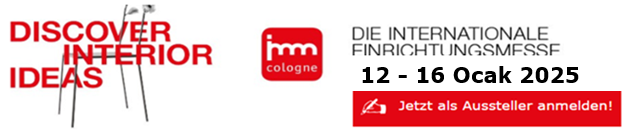 DISCOVER
INTERIOR
IDEAS
imm
cologne
DIE INTERNATIONALE
EINRICHTUNGSMESSE
12 - 16 Ocak 2025
Jetzt als Aussteller anmelden!